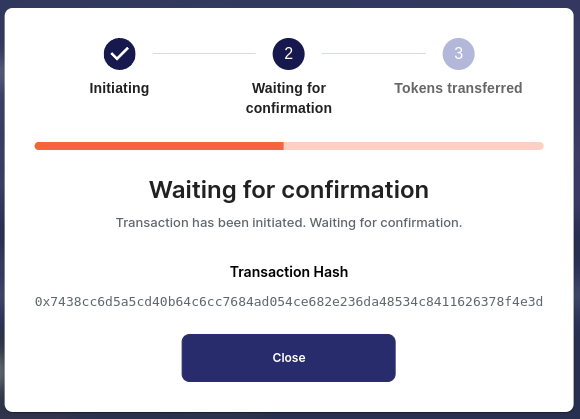 2
3
Initiating
Waiting for
confirmation
Tokens transferred
Waiting for confirmation
Transaction has been initiated. Waiting for confirmation.
Transaction Hash
0x7438cc6d5a5cd40b64c6cc7684ad054ce682e236da48534c8411626378f4e3d
Close